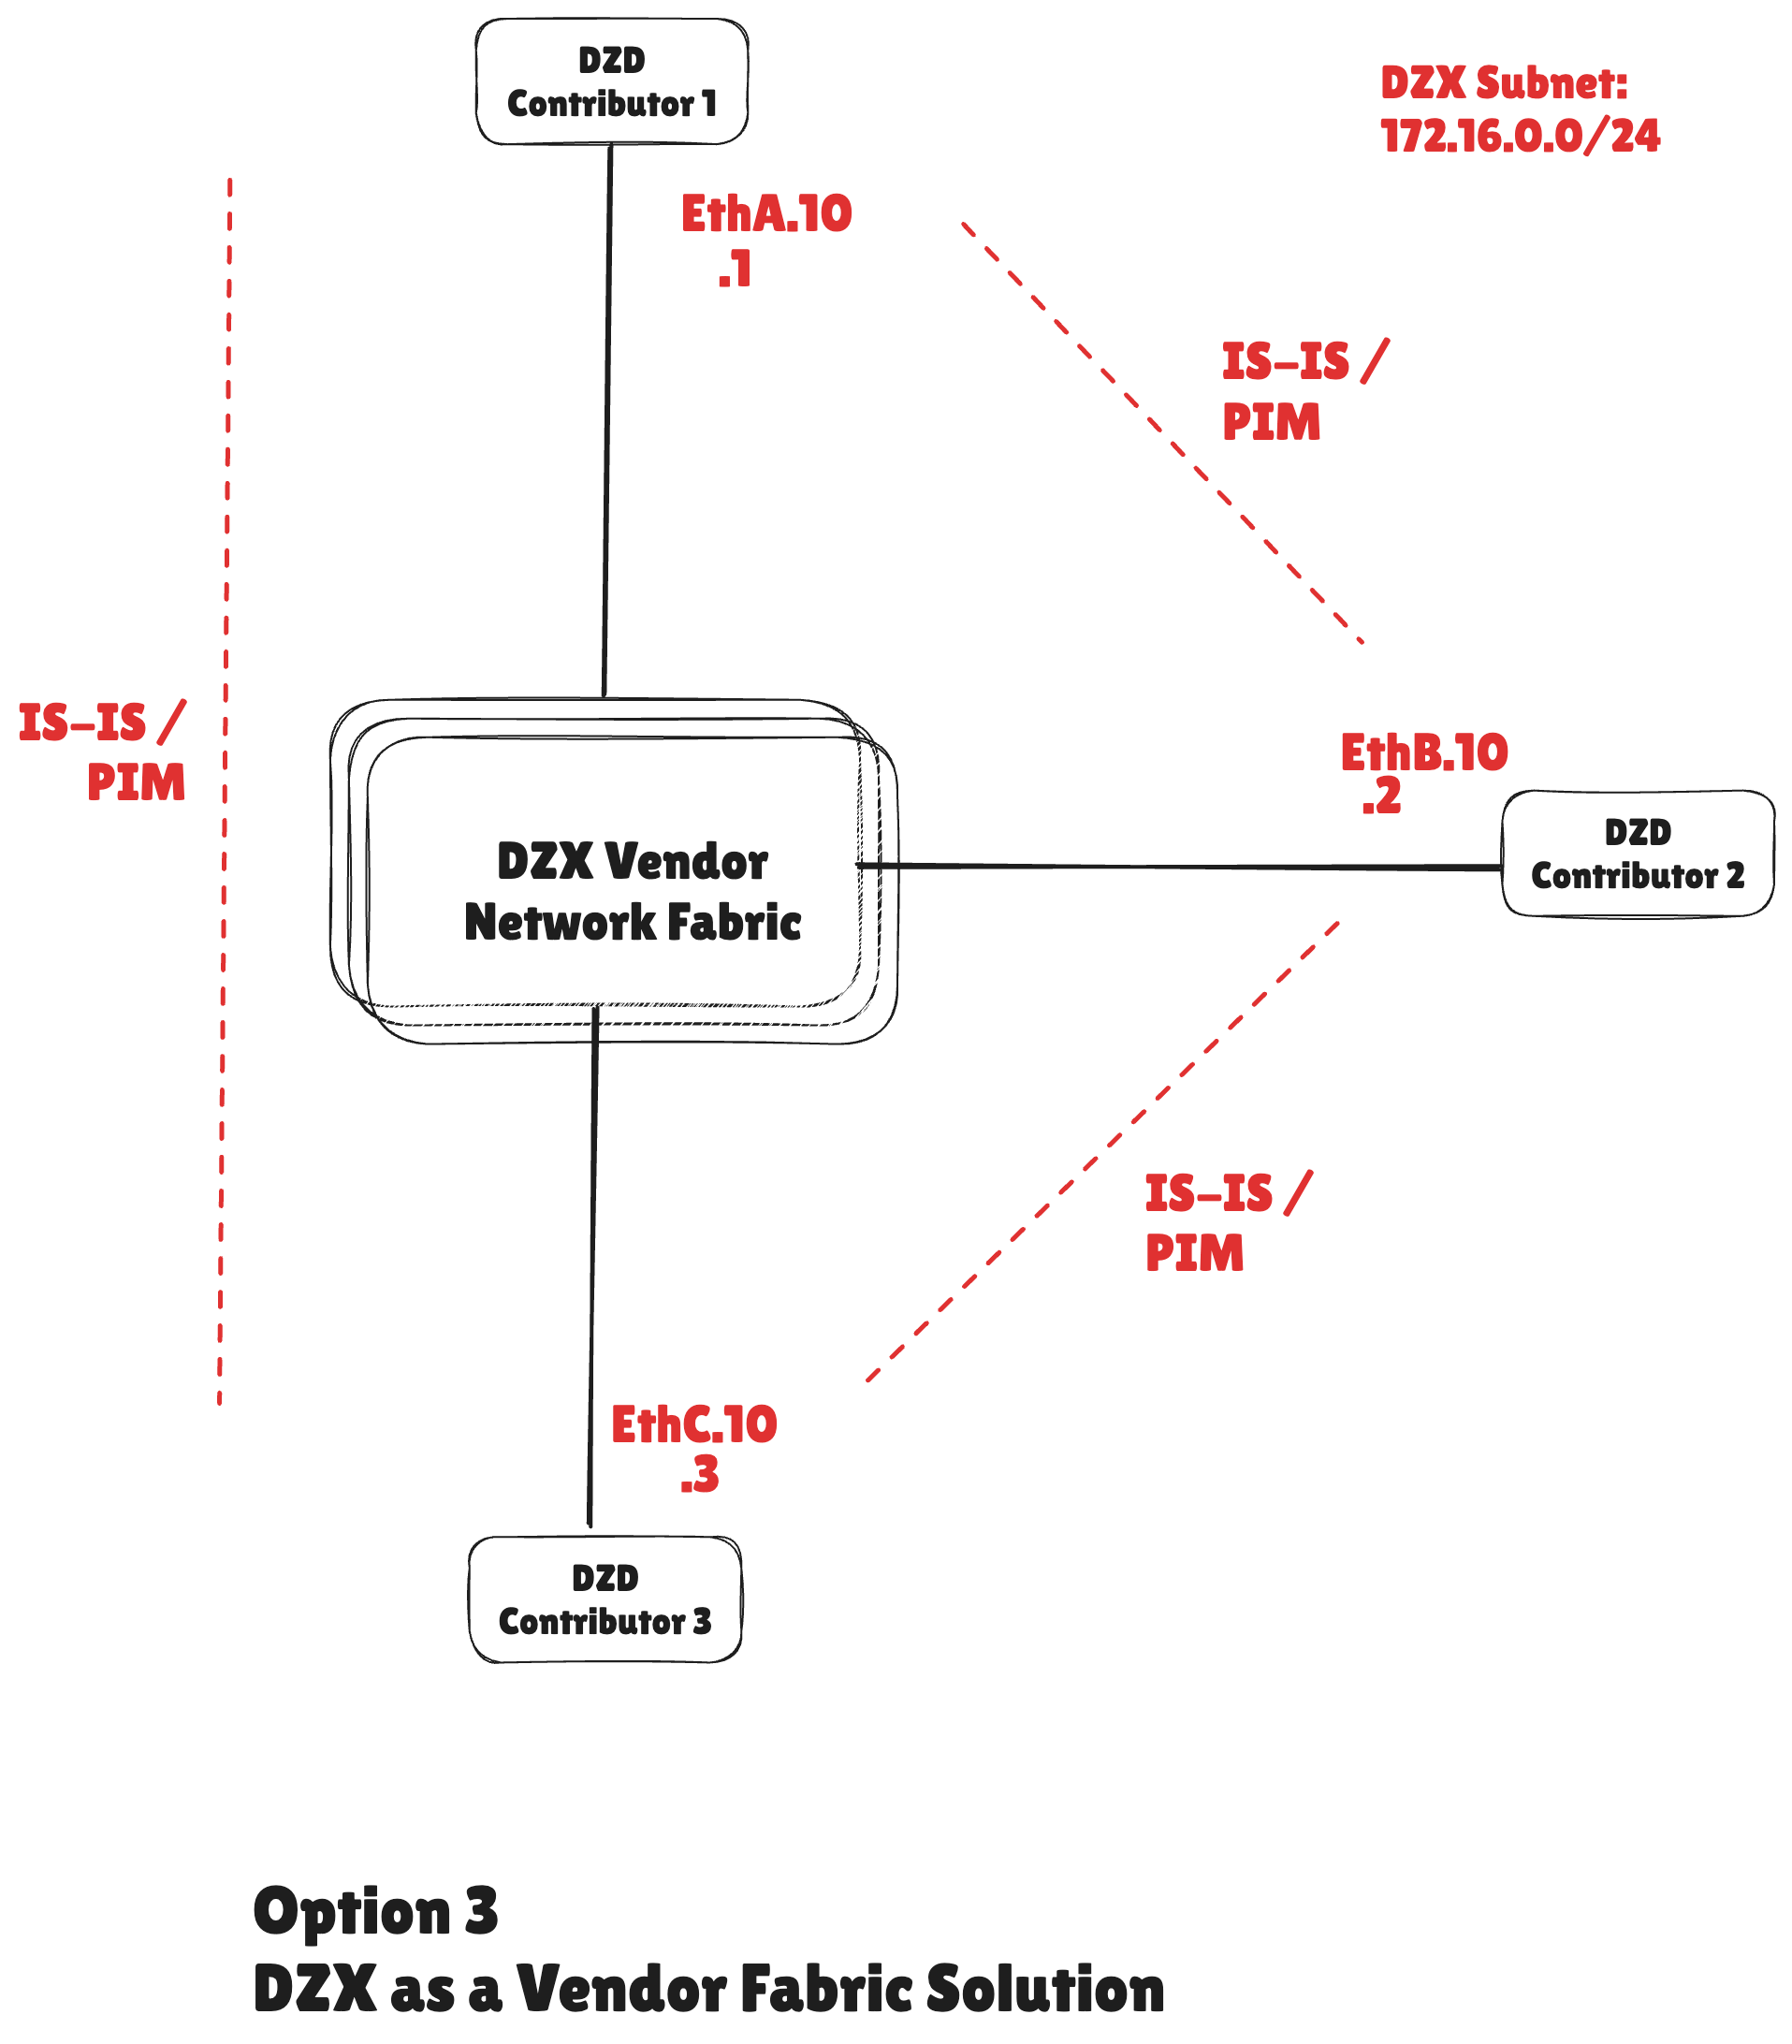 DZD
Contributor 1
DZX Subnet:
172.16.0.0/24
EthA.10
.1
IS-IS /
PIM
IS-IS /
PIM
EthB.10
.2
DZD
Contributor 2
DZX Vendor
Network Fabric
IS-IS /
PIM
EthC.10
.3
DZD
Contributor 3
Option 3
DZX as a Vendor Fabric Solution